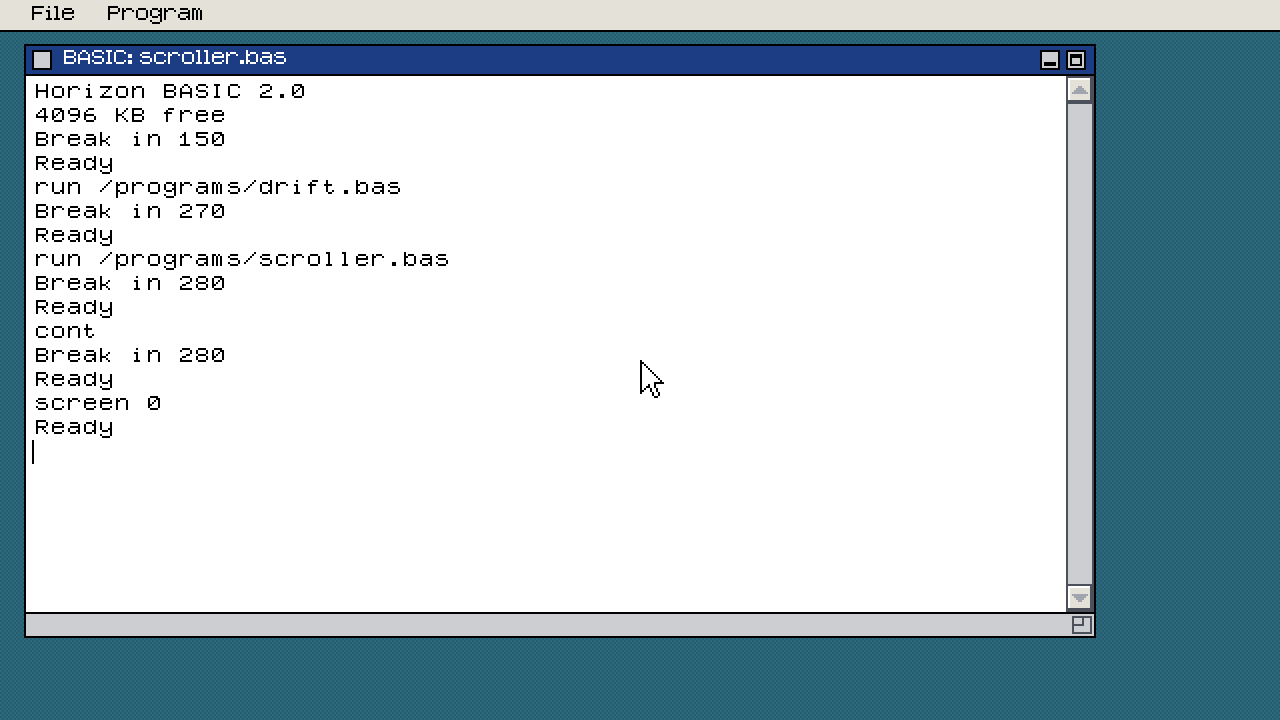 File Program
BASIC: scroller.bas
Horizon BASIC 2.0
4096 KB free
Break in 150
Ready
run /programs/drift.bas
Break in 270
Ready
run /programs/scroller.bas
Break in 280
Ready
cont
Break in 280
Ready
screen 0
Ready